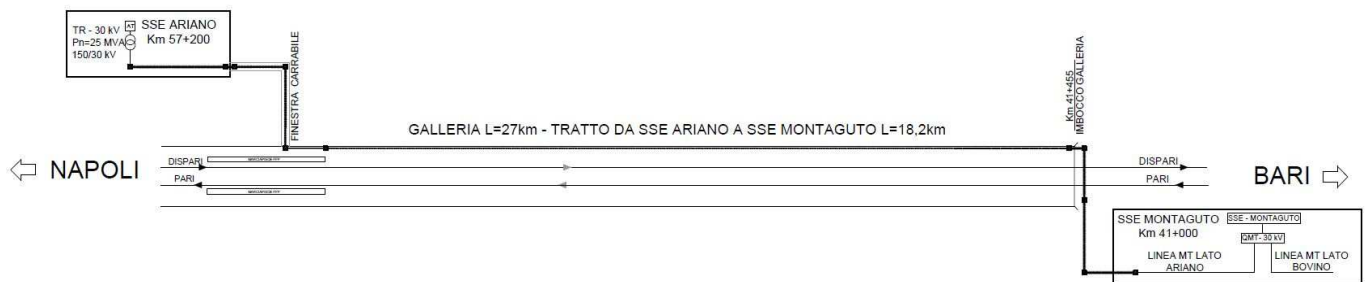 TR - 30 kV
Pn=25 MVA
150/30 kV
AT
SSE ARIANO
Km 57+200
FINESTRA CARRABILE
GALLERIA L=27km - TRATTO DA SSE ARIANO A SSE MONTAGUTO L=18,2km
Km 41+455
IMBOCCO GALLERIA
NAPOLI
DISPARI
PARI
DISPARI
PARI
BARI
SSE MONTAGUTO
Km 41+000
SSE - MONTAGUTO
QMT- 30 kV
LINEA MT LATO
ARIANO
LINEA MT LATO
BOVINO